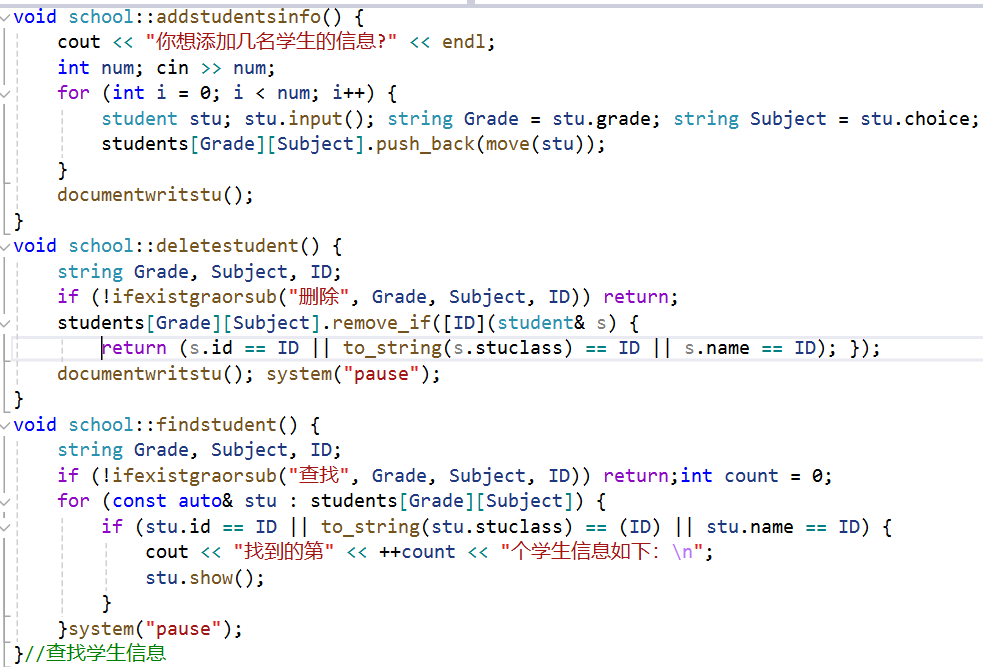 void school::addstudentsinfo() {
    cout << "你想添加几名学生的信息?" << endl;
    int num; cin >> num;
    for (int i = 0; i < num; i++) {
        student stu; stu.input(); string Grade = stu.grade; string Subject = stu.choice;
        students[Grade][Subject].push_back(move(stu));
    }
    documentwritstu();
}
void school::deletestudent() {
    string Grade, Subject, ID;
    if (!ifexistgraorsub("删除", Grade, Subject, ID)) return;
    students[Grade][Subject].remove_if([ID](student& s) {
        return (s.id == ID || to_string(s.stuclass) == ID || s.name == ID); });
    documentwritstu(); system("pause");
}
void school::findstudent() {
    string Grade, Subject, ID;
    if (!ifexistgraorsub("查找", Grade, Subject, ID)) return;int count = 0;
    for (const auto& stu : students[Grade][Subject]) {
        if (stu.id == ID || to_string(stu.stuclass) == (ID) || stu.name == ID) {
            cout << "找到的第" << ++count << "个学生信息如下：\n";
            stu.show();
        }
    }system("pause");
}//查找学生信息